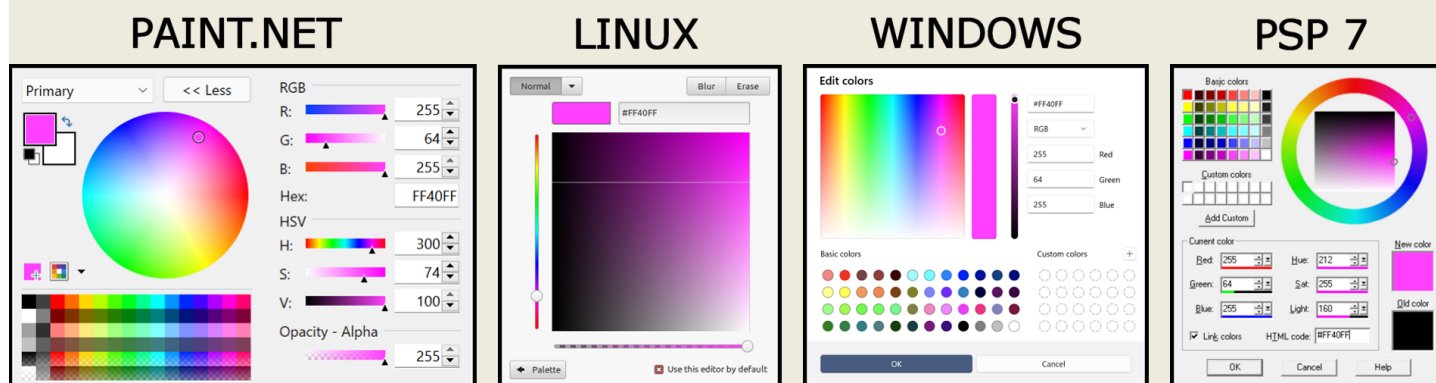 PAINT.NET
LINUX
WINDOWS
PSP 7
Primary
<< Less
RGB
R: 255
G: 64
B: 255
Hex: FF40FF
HSV
H: 300
S: 74
V: 100
Opacity - Alpha
255
Normal
Blur
Erase
#FF40FF
Palette
Use this editor by default
Edit colors
#FF40FF
RGB
255 Red
64 Green
255 Blue
Basic colors
Custom colors
+
OK
Cancel
Basic colors
Custom colors
Add Custom
Current color
Red: 255
Hue: 212
Green: 64
Sat: 255
Blue: 255
Light: 160
Link colors
HTML code: #FF40FF
New color
Old color
OK
Cancel
Help